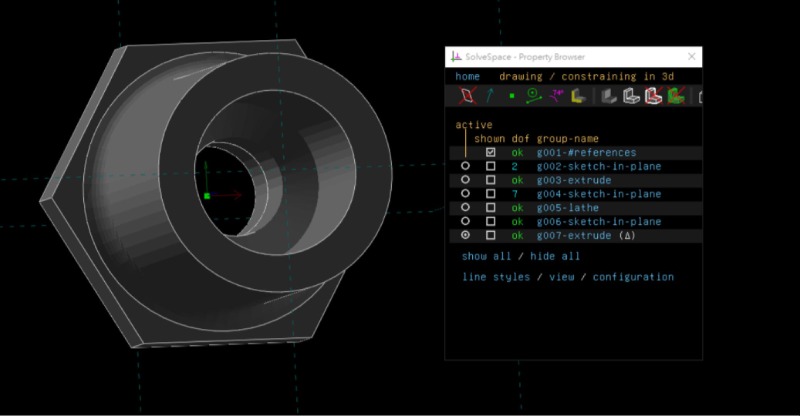 SolveSpace - Property Browser
home drawing / constraining in 3d
74°
active
shown dof group-name
ok g001-#references
2 g002-sketch-in-plane
ok g003-extrude
7 g004-sketch-in-plane
ok g005-lathe
ok g006-sketch-in-plane
ok g007-extrude (Δ)
show all / hide all
line styles / view / configuration